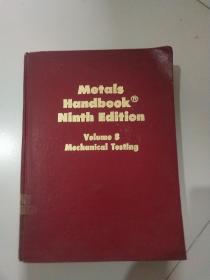 Metals
Handbook®
Ninth Edition
Volume 8
Mechanical Testing